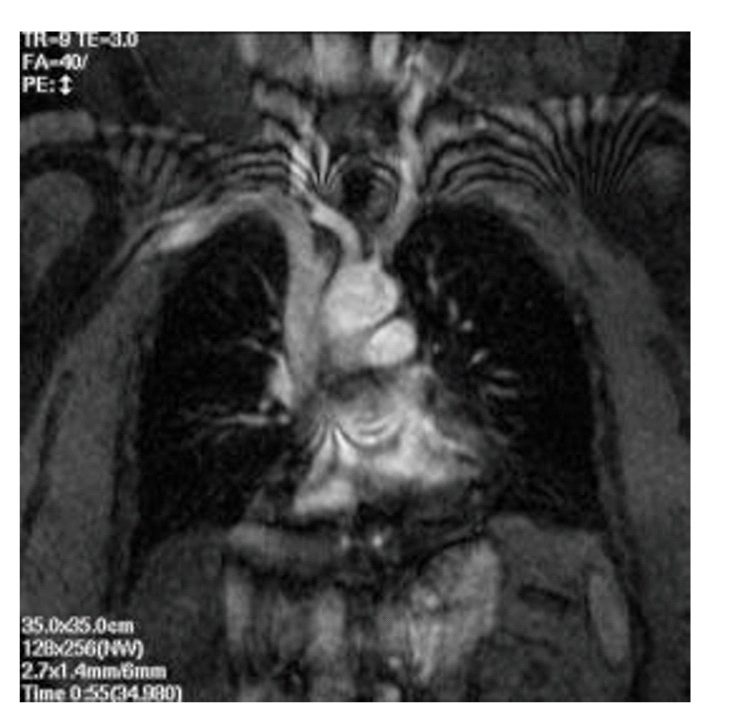 TR=9 TE=3.0
FA=40/
PE:↕
35.0x35.0cm
128x256(NW)
2.7x1.4mm/6mm
Time 0:55(34.980)